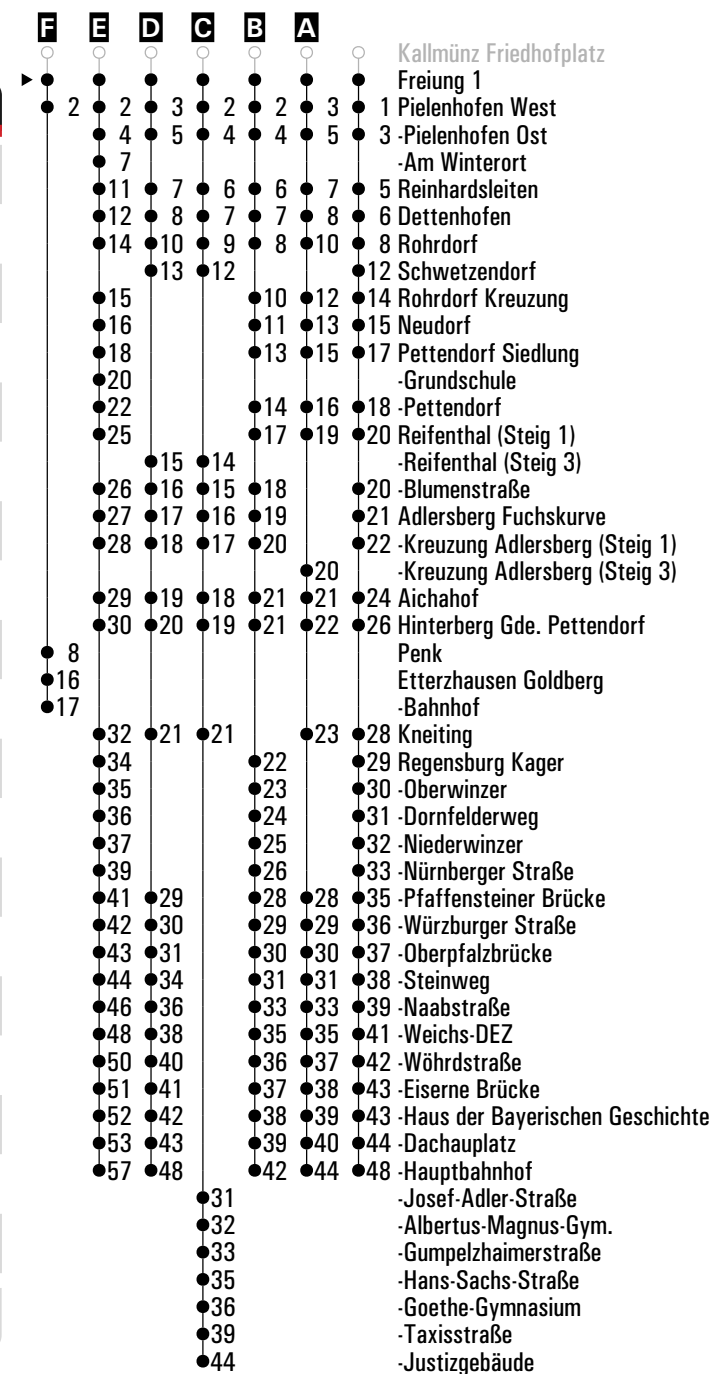 F E D C B A
Kallmünz Friedhofplatz
Freiung 1
2 2 3 2 2 3 1 Pielenhofen West
4 5 4 4 5 3 -Pielenhofen Ost
7 -Am Winterort
11 7 6 6 7 5 Reinhardsleiten
12 8 7 7 8 6 Dettenhofen
14 10 9 8 10 8 Rohrdorf
13 12 12 Schwetzendorf
15 10 12 14 Rohrdorf Kreuzung
16 11 13 15 Neudorf
18 13 15 17 Pettendorf Siedlung
20 -Grundschule
22 14 16 18 -Pettendorf
25 17 19 20 Reifenthal (Steig 1)
15 14 -Reifenthal (Steig 3)
26 16 15 18 20 -Blumenstraße
27 17 16 19 21 Adlersberg Fuchskurve
28 18 17 20 22 -Kreuzung Adlersberg (Steig 1)
20 -Kreuzung Adlersberg (Steig 3)
29 19 18 21 21 24 Aichahof
30 20 19 21 22 26 Hinterberg Gde. Pettendorf
8 Penk
16 Etterzhausen Goldberg
17 -Bahnhof
32 21 21 23 28 Kneiting
34 22 29 Regensburg Kager
35 23 30 -Oberwinzer
36 24 31 -Dornfelderweg
37 25 32 -Niederwinzer
39 26 33 -Nürnberger Straße
41 29 28 28 35 -Pfaffensteiner Brücke
42 30 29 29 36 -Würzburger Straße
43 31 30 30 37 -Oberpfalzbrücke
44 34 31 31 38 -Steinweg
46 36 33 33 39 -Naabstraße
48 38 35 35 41 -Weichs-DEZ
50 40 36 37 42 -Wöhrdstraße
51 41 37 38 43 -Eiserne Brücke
52 42 38 39 43 -Haus der Bayerischen Geschichte
53 43 39 40 44 -Dachauplatz
57 48 42 44 48 -Hauptbahnhof
31 -Josef-Adler-Straße
32 -Albertus-Magnus-Gym.
33 -Gumpelzhaimerstraße
35 -Hans-Sachs-Straße
36 -Goethe-Gymnasium
39 -Taxisstraße
44 -Justizgebäude